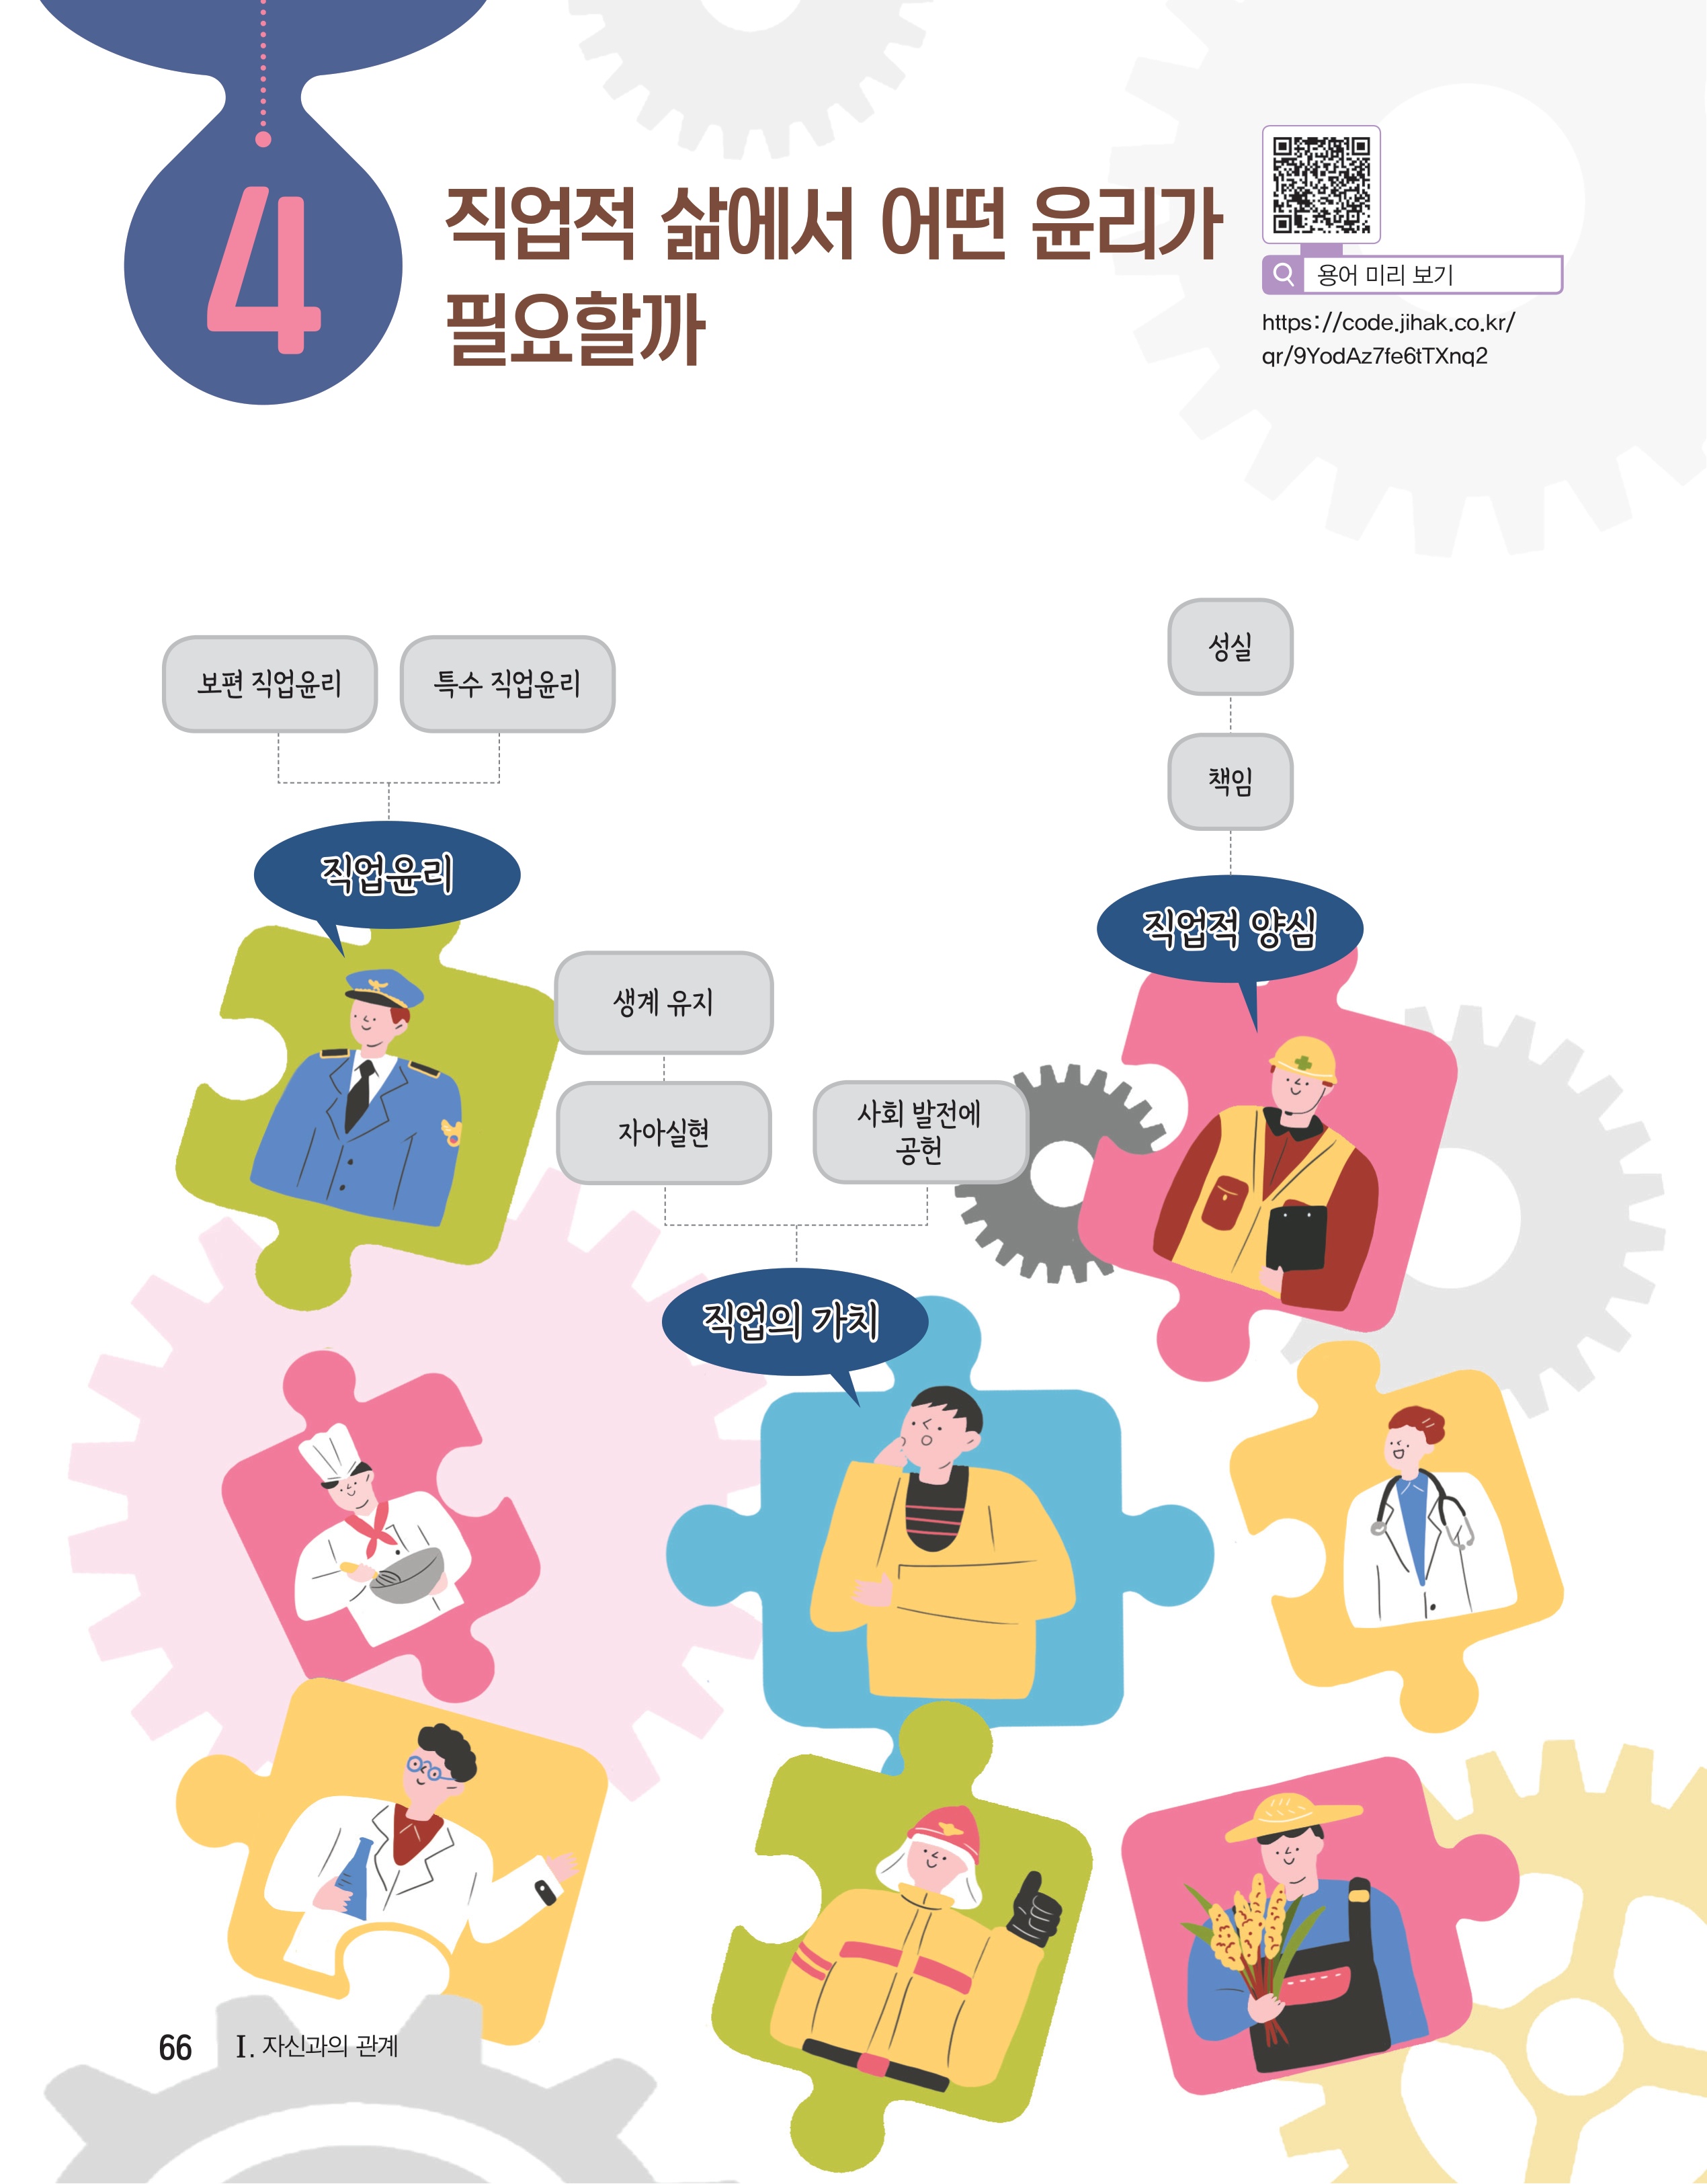 4
직업적 삶에서 어떤 윤리가
필요할까
용어 미리 보기
https://code.jihak.co.kr/
qr/9YodAz7fe6tTXnq2
보편 직업윤리
특수 직업윤리
직업윤리
성실
책임
직업적 양심
생계 유지
자아실현
사회 발전에
공헌
직업의 가치
66
I. 자신과의 관계